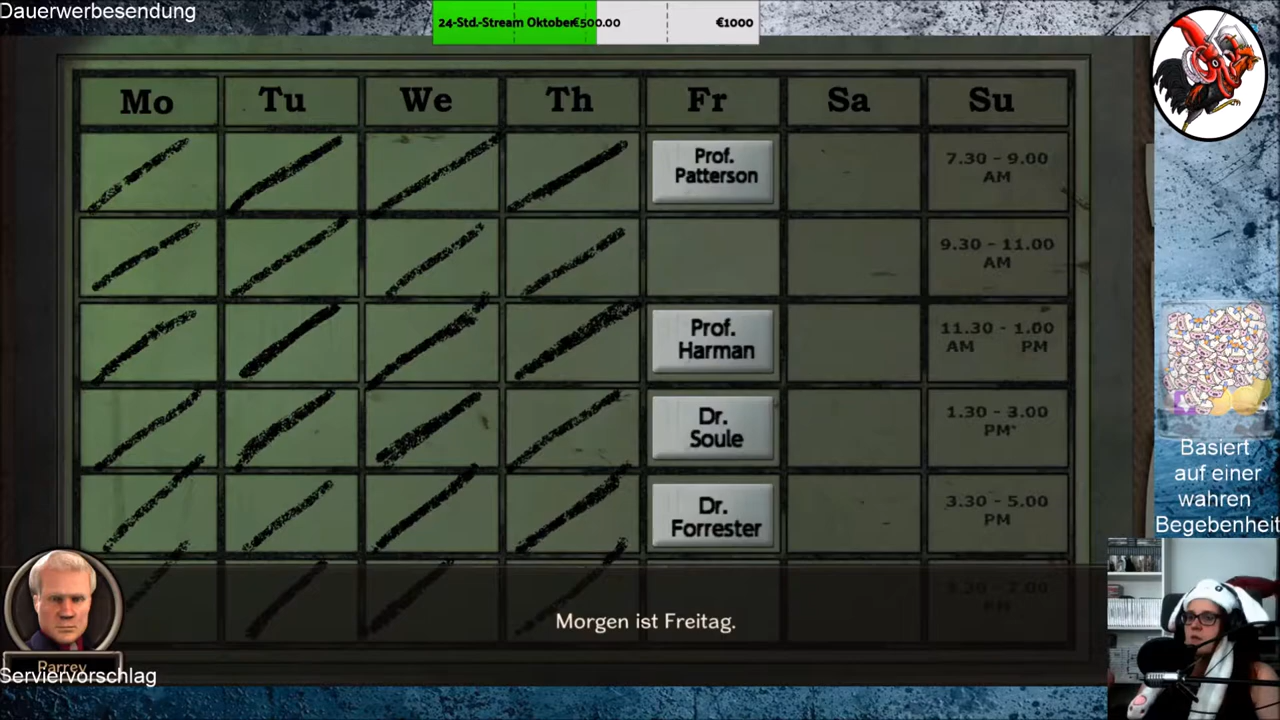 Dauerwerbesendung
24-Std.-Stream Oktober €500.00 €1000
Mo Tu We Th Fr Sa Su
Prof.
Patterson
7.30 - 9.00
AM
9.30 - 11.00
AM
Prof.
Harman
11.30 - 1.00
AM PM
Dr.
Soule
1.30 - 3.00
PM
Dr.
Forrester
3.30 - 5.00
PM
Basiert
auf einer
wahren
Begebenheit
Morgen ist Freitag.
Parrey
Serviervorschlag